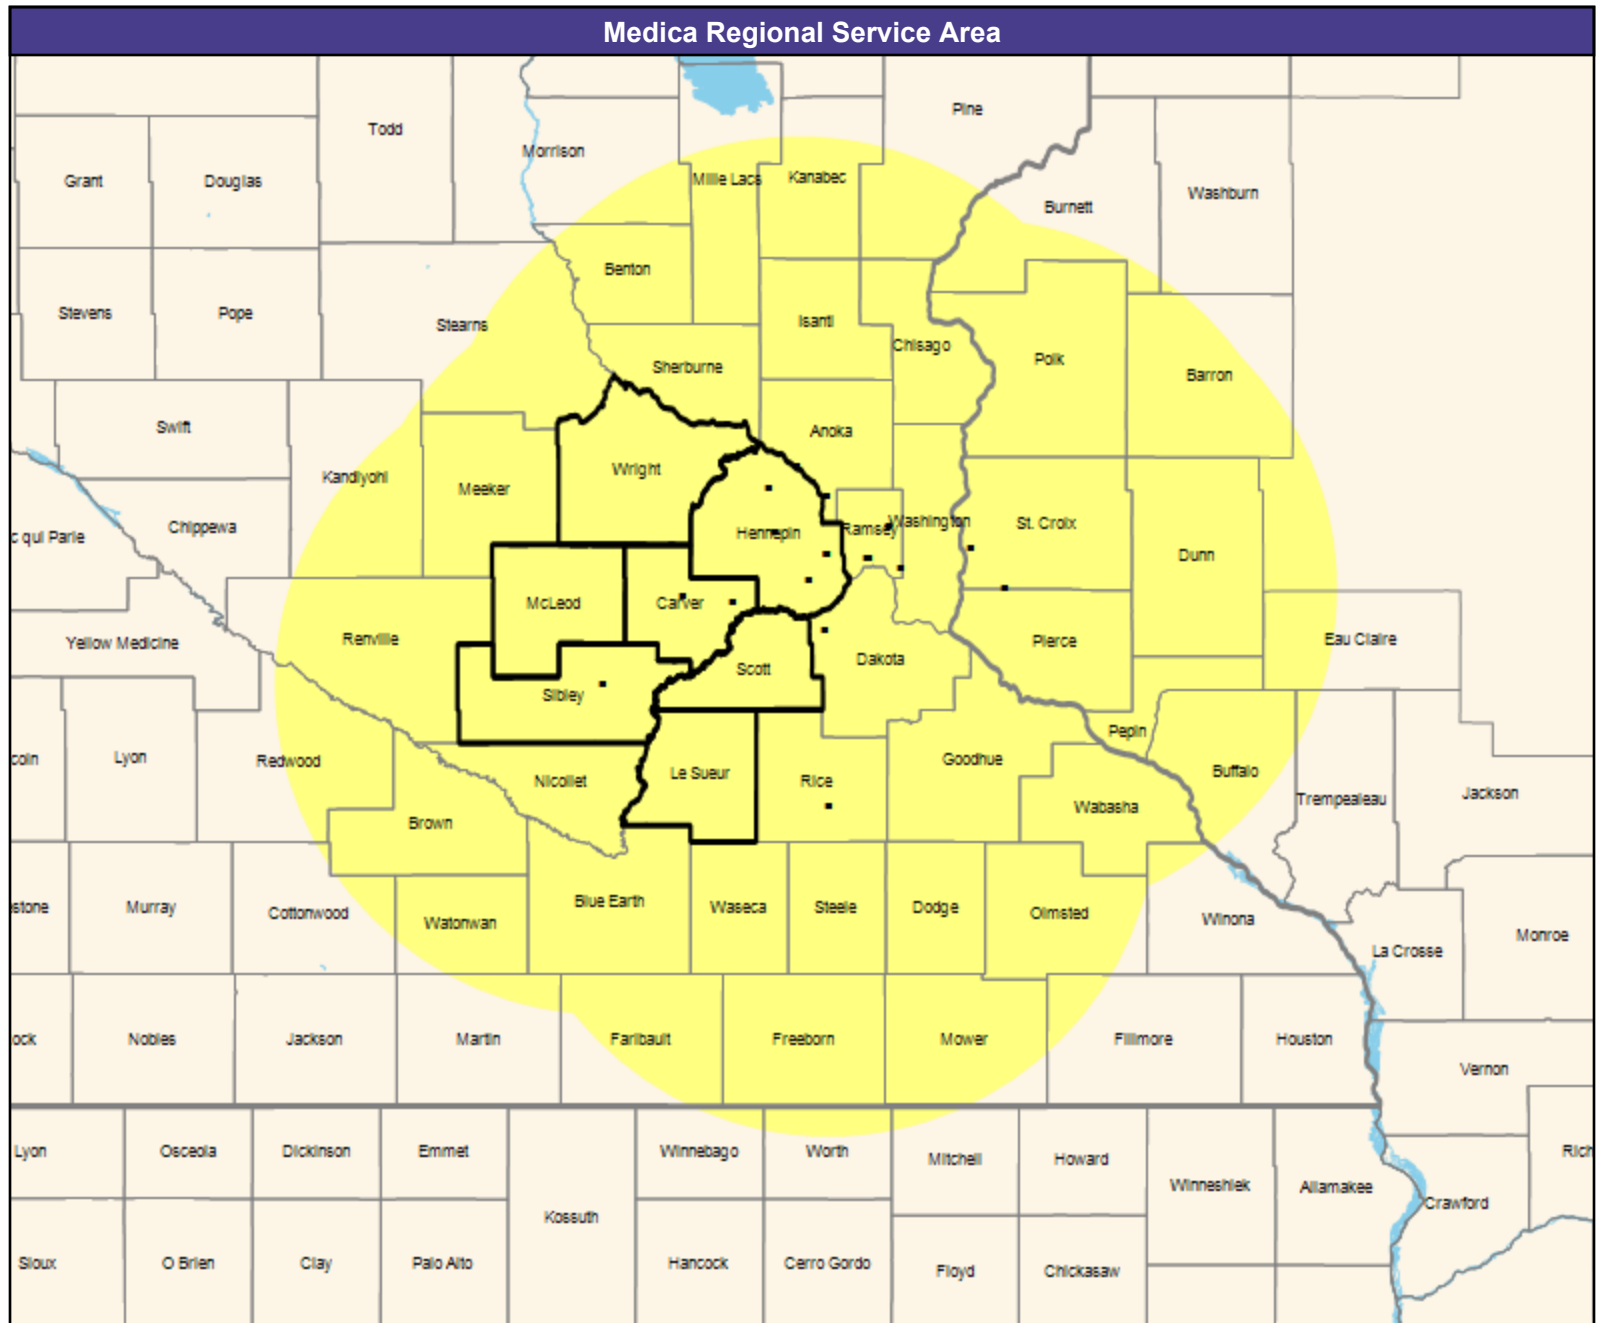 Medica Regional Service Area
Pine
Todd
Morrison
Mille Lacs
Kanabec
Grant
Douglas
Washburn
Burnett
Benton
Stevens
Pope
Stearns
Isanti
Chisago
Polk
Sherburne
Barron
Swift
Anoka
Wright
Kandiyohi
Meeker
Chippewa
Hennepin
Ramsey
Washington
St. Croix
c qui Parle
Dunn
McLeod
Carver
Renville
Yellow Medicine
Pierce
Eau Claire
Dakota
Scott
Sibley
Pepin
coln
Lyon
Redwood
Goodhue
Le Sueur
Nicollet
Rice
Buffalo
Trempealeau
Jackson
Wabasha
Brown
Blue Earth
stone
Murray
Cottonwood
Waseca
Steele
Dodge
Olmsted
Watonwan
Winona
Monroe
La Crosse
ock
Nobles
Jackson
Martin
Faribault
Freeborn
Mower
Fillmore
Houston
Vernon
Lyon
Osceola
Dickinson
Emmet
Winnebago
Worth
Mitchell
Howard
Rich
Winneshiek
Allamakee
Crawford
Kossuth
Sioux
O Brien
Clay
Palo Alto
Hancock
Cerro Gordo
Floyd
Chickasaw